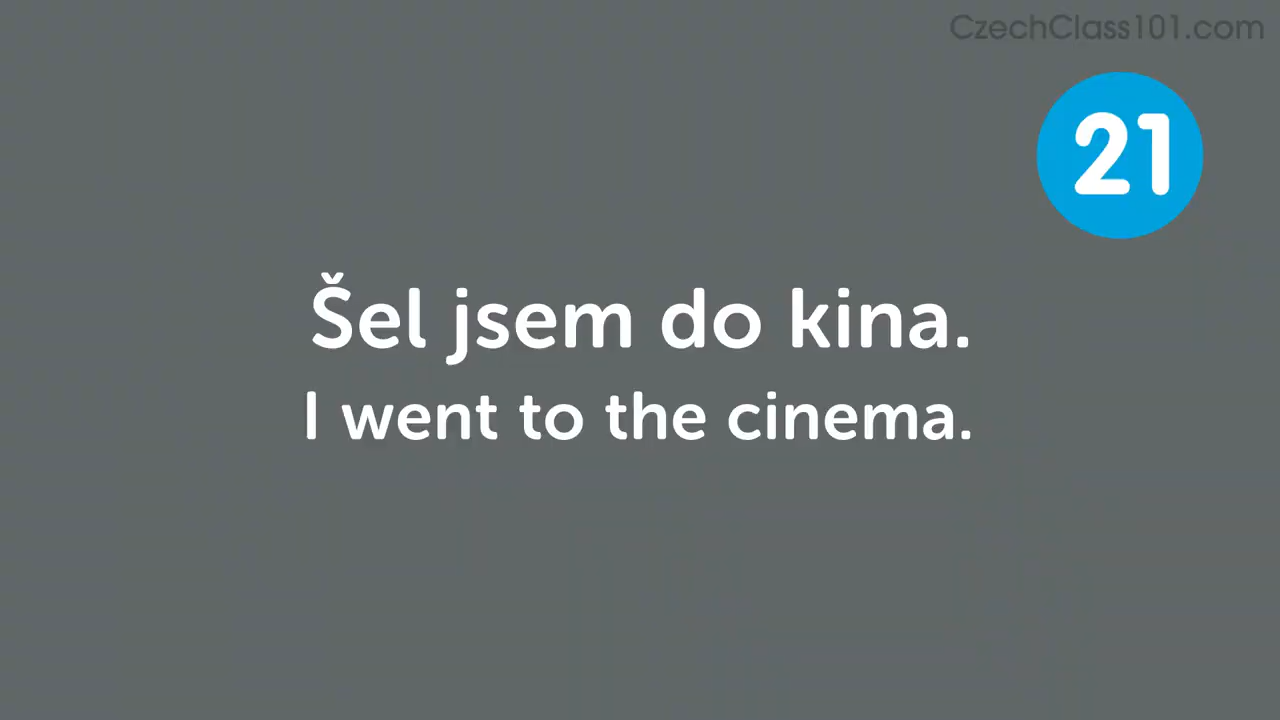 CzechClass101.com
21
Šel jsem do kina.
I went to the cinema.